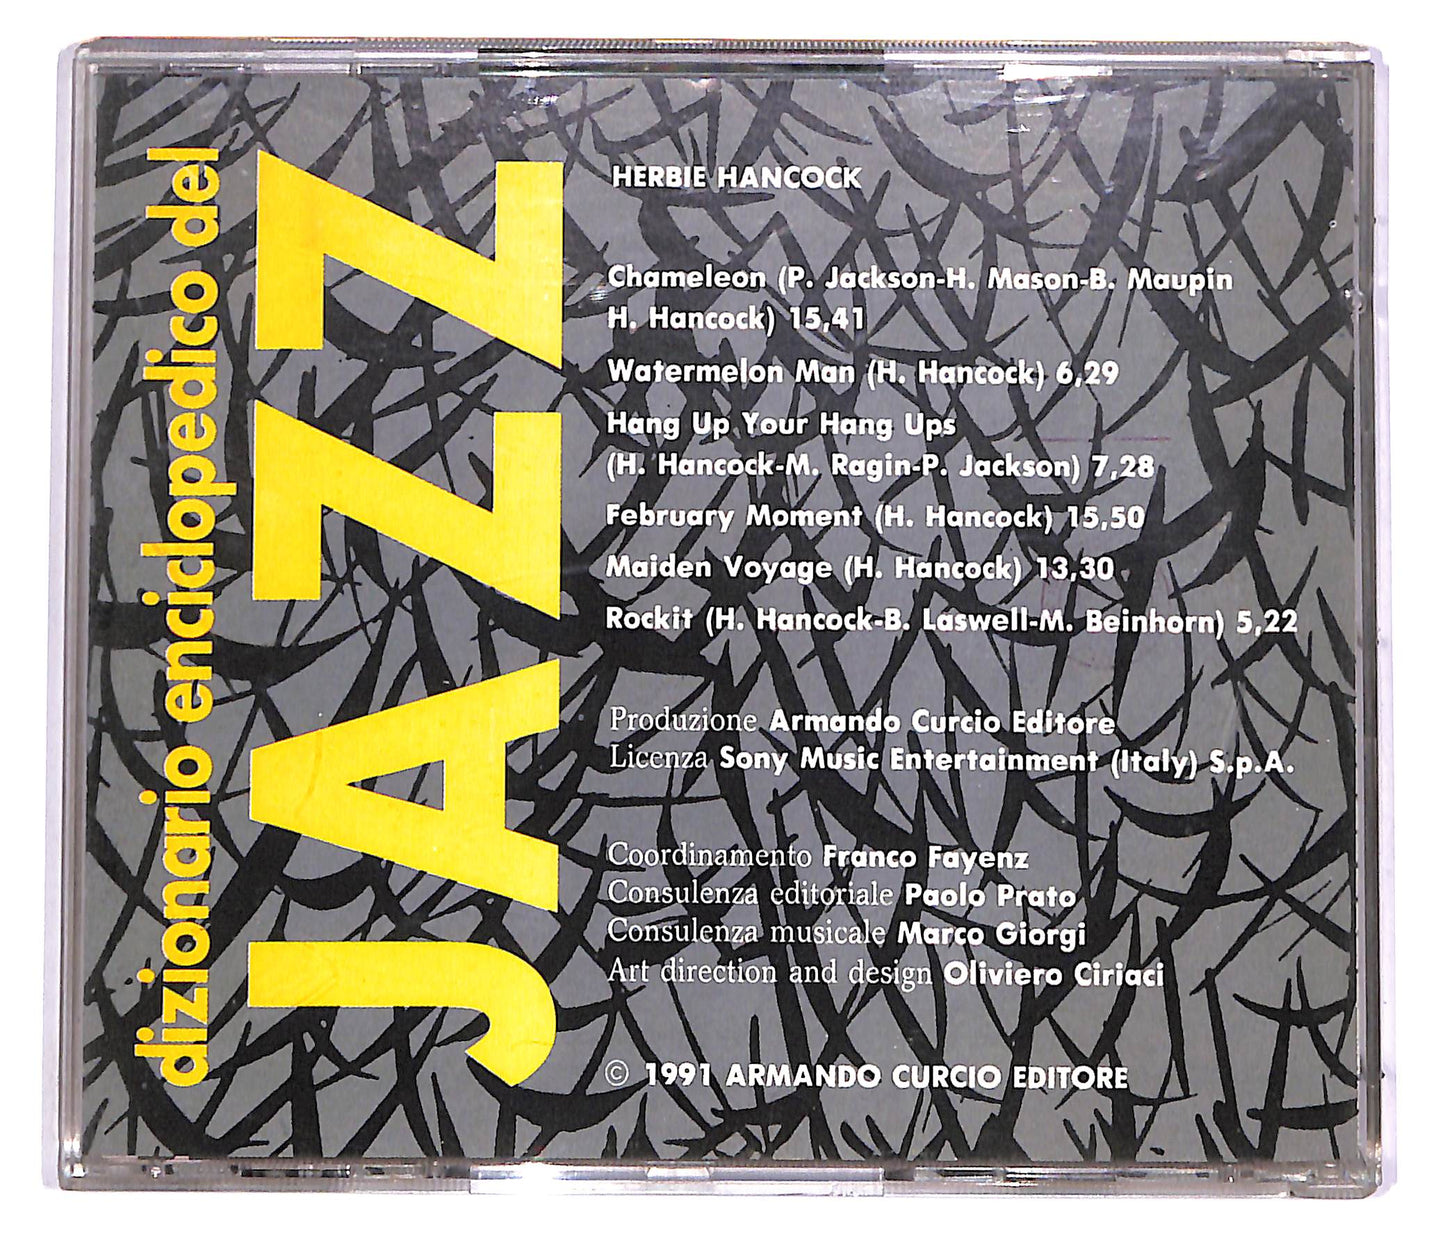 dizionario enciclopedico del
JAZZ
HERBIE HANCOCK
Chameleon (P. Jackson-H. Mason-B. Maupin
H. Hancock) 15,41
Watermelon Man (H. Hancock) 6,29
Hang Up Your Hang Ups
(H. Hancock-M. Ragin-P. Jackson) 7,28
February Moment (H. Hancock) 15,50
Maiden Voyage (H. Hancock) 13,30
Rockit (H. Hancock-B. Laswell-M. Beinhorn) 5,22
Produzione Armando Curcio Editore
Licenza Sony Music Entertainment (Italy) S.p.A.
Coordinamento Franco Fayenz
Consulenza editoriale Paolo Prato
Consulenza musicale Marco Giorgi
Art direction and design Oliviero Ciriaci
© 1991 ARMANDO CURCIO EDITORE